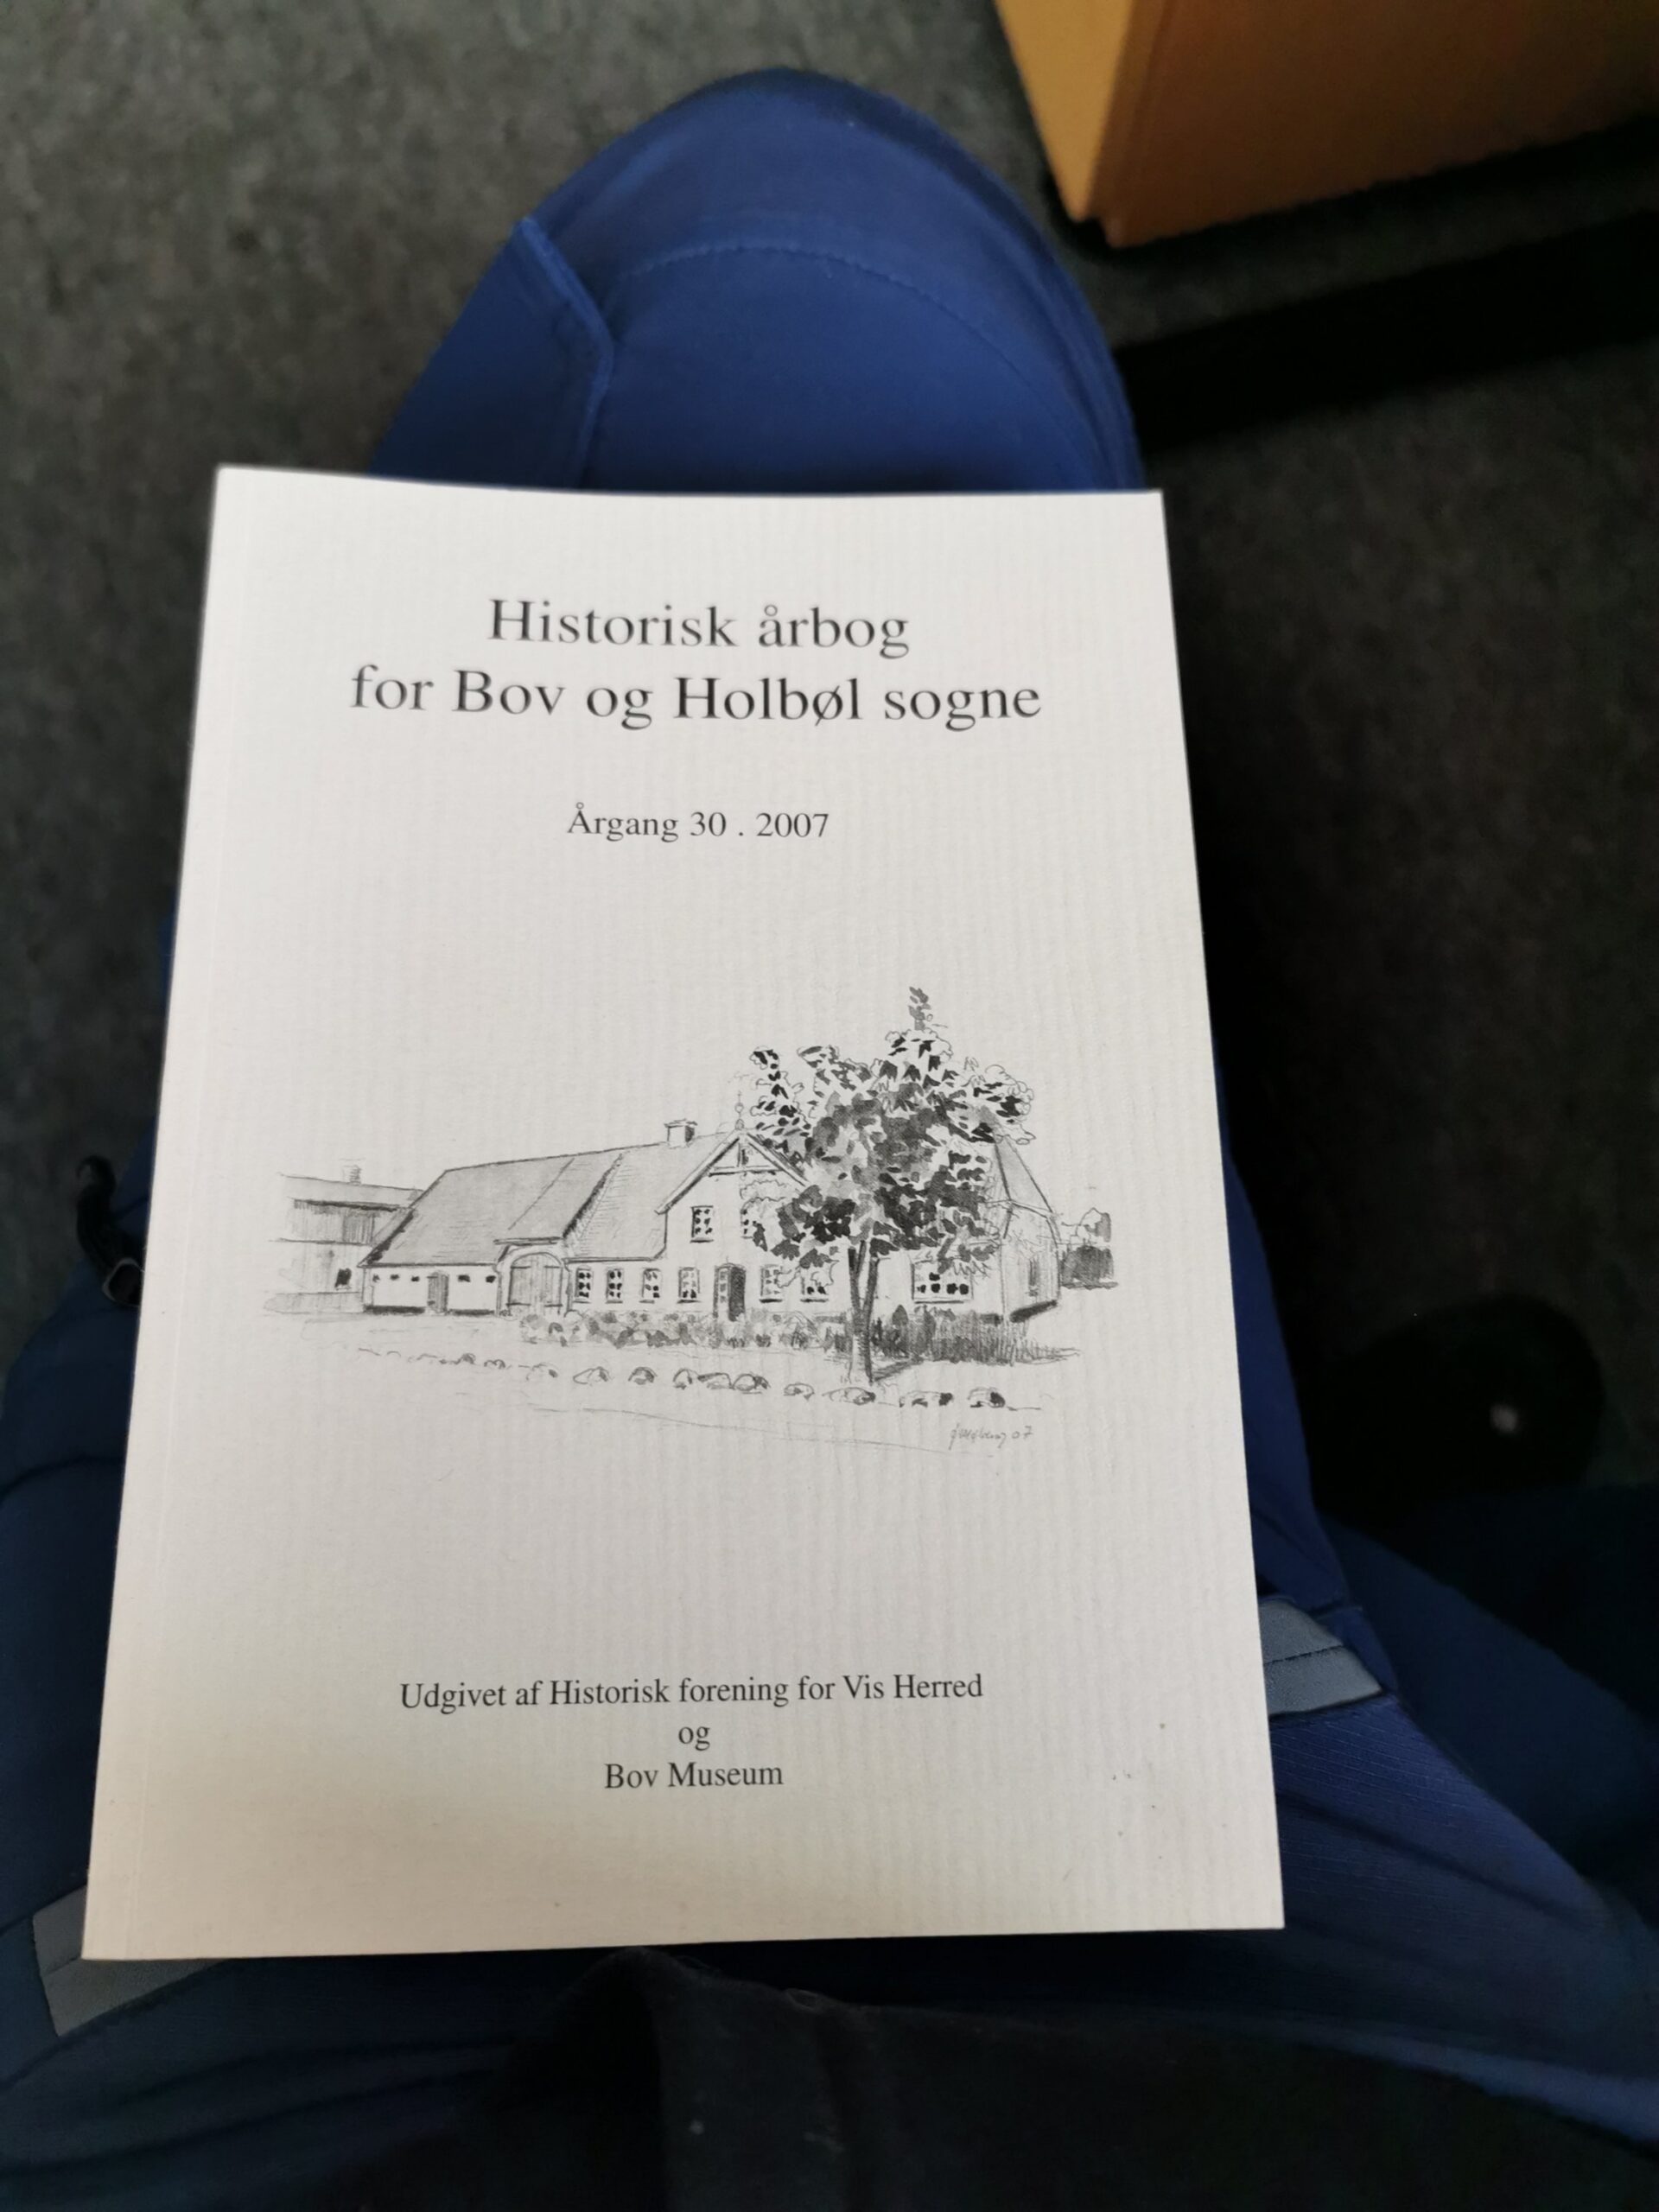 Historisk årbog
for Bov og Holbøl sogne
Årgang 30 . 2007
07
Udgivet af Historisk forening for Vis Herred
og
Bov Museum